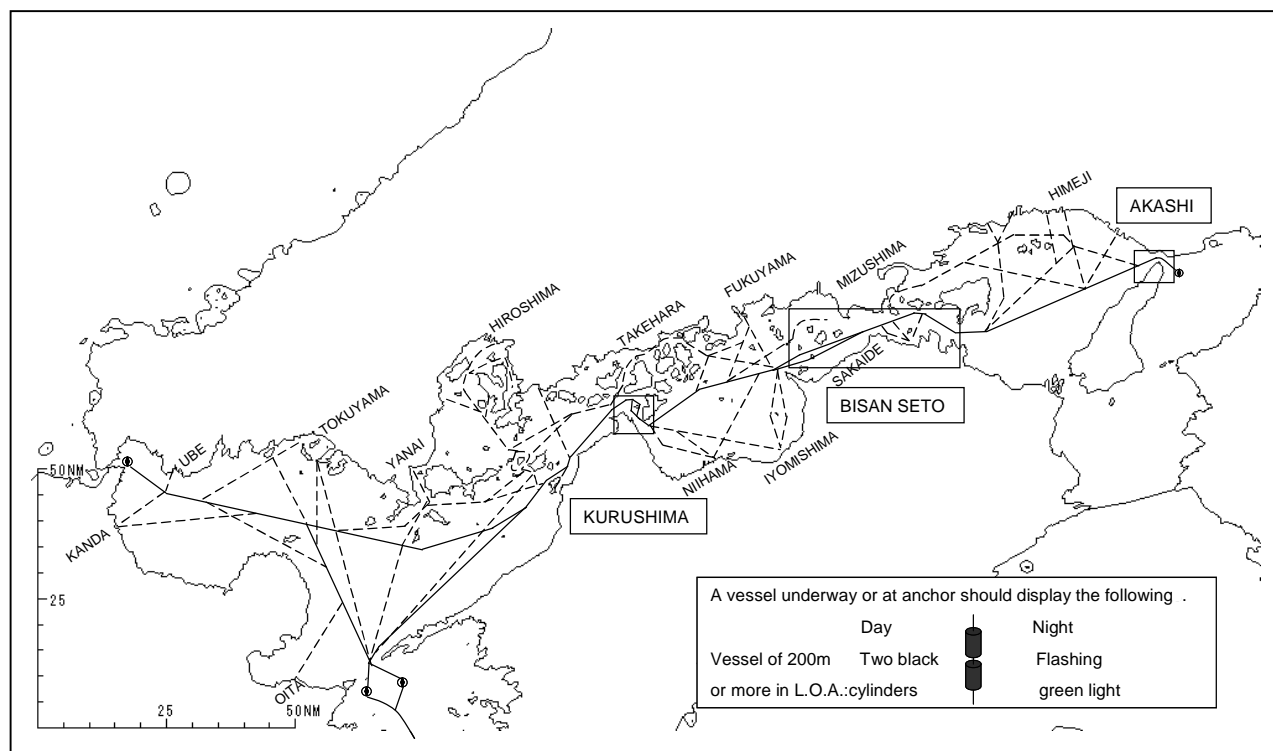 HIMEJI
AKASHI
MIZUSHIMA
FUKUYAMA
TAKEHARA
HIROSHIMA
SAKAIDE
BISAN SETO
TOKUYAMA
YANAI
UBE
NIIHAMA
IYOMISHIMA
50NM
KURUSHIMA
KANDA
25
OITA
25
50NM
A vessel underway or at anchor should display the following .
Day Night
Vessel of 200m Two black Flashing
or more in L.O.A.:cylinders green light